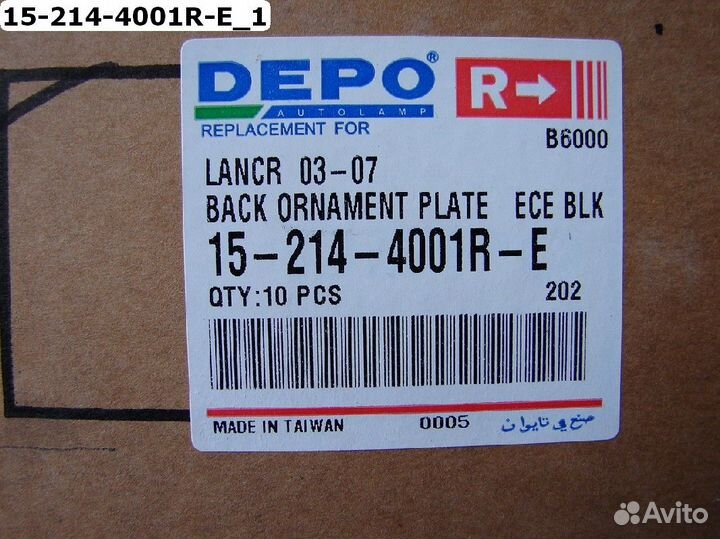 15-214-4001R-E_1
DEPO®
AUTOLAMP
REPLACEMENT FOR
R→
B6000
LANCR 03-07
BACK ORNAMENT PLATE ECE BLK
15-214-4001R-E
QTY:10 PCS 202
MADE IN TAIWAN 0005 صنع في تايوان
Avito